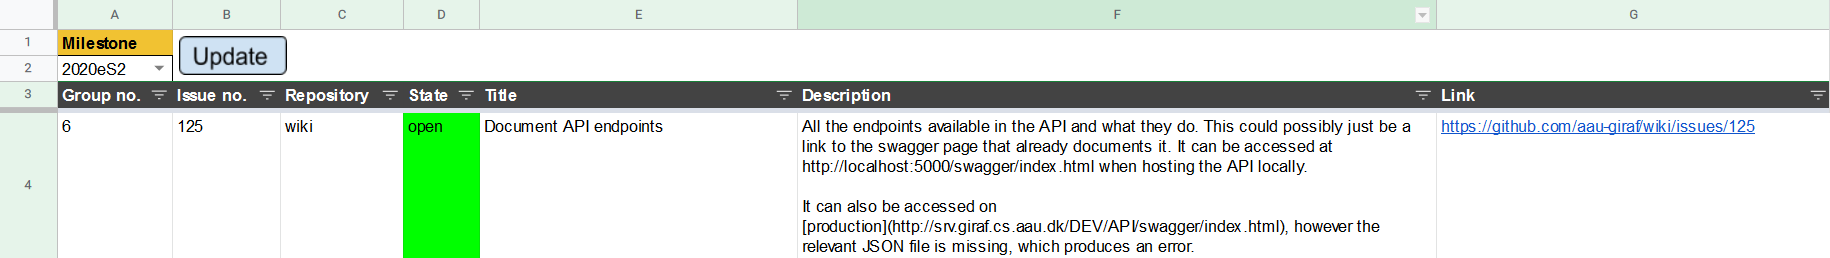 A B C D E F G
1 Milestone
Update
2 2020eS2
3 Group no. Issue no. Repository State Title Description Link
4 6 125 wiki open Document API endpoints All the endpoints available in the API and what they do. This could possibly just be a https://github.com/aau-giraf/wiki/issues/125
link to the swagger page that already documents it. It can be accessed at
http://localhost:5000/swagger/index.html when hosting the API locally.
It can also be accessed on
[production](http://srv.giraf.cs.aau.dk/DEV/API/swagger/index.html), however the
relevant JSON file is missing, which produces an error.